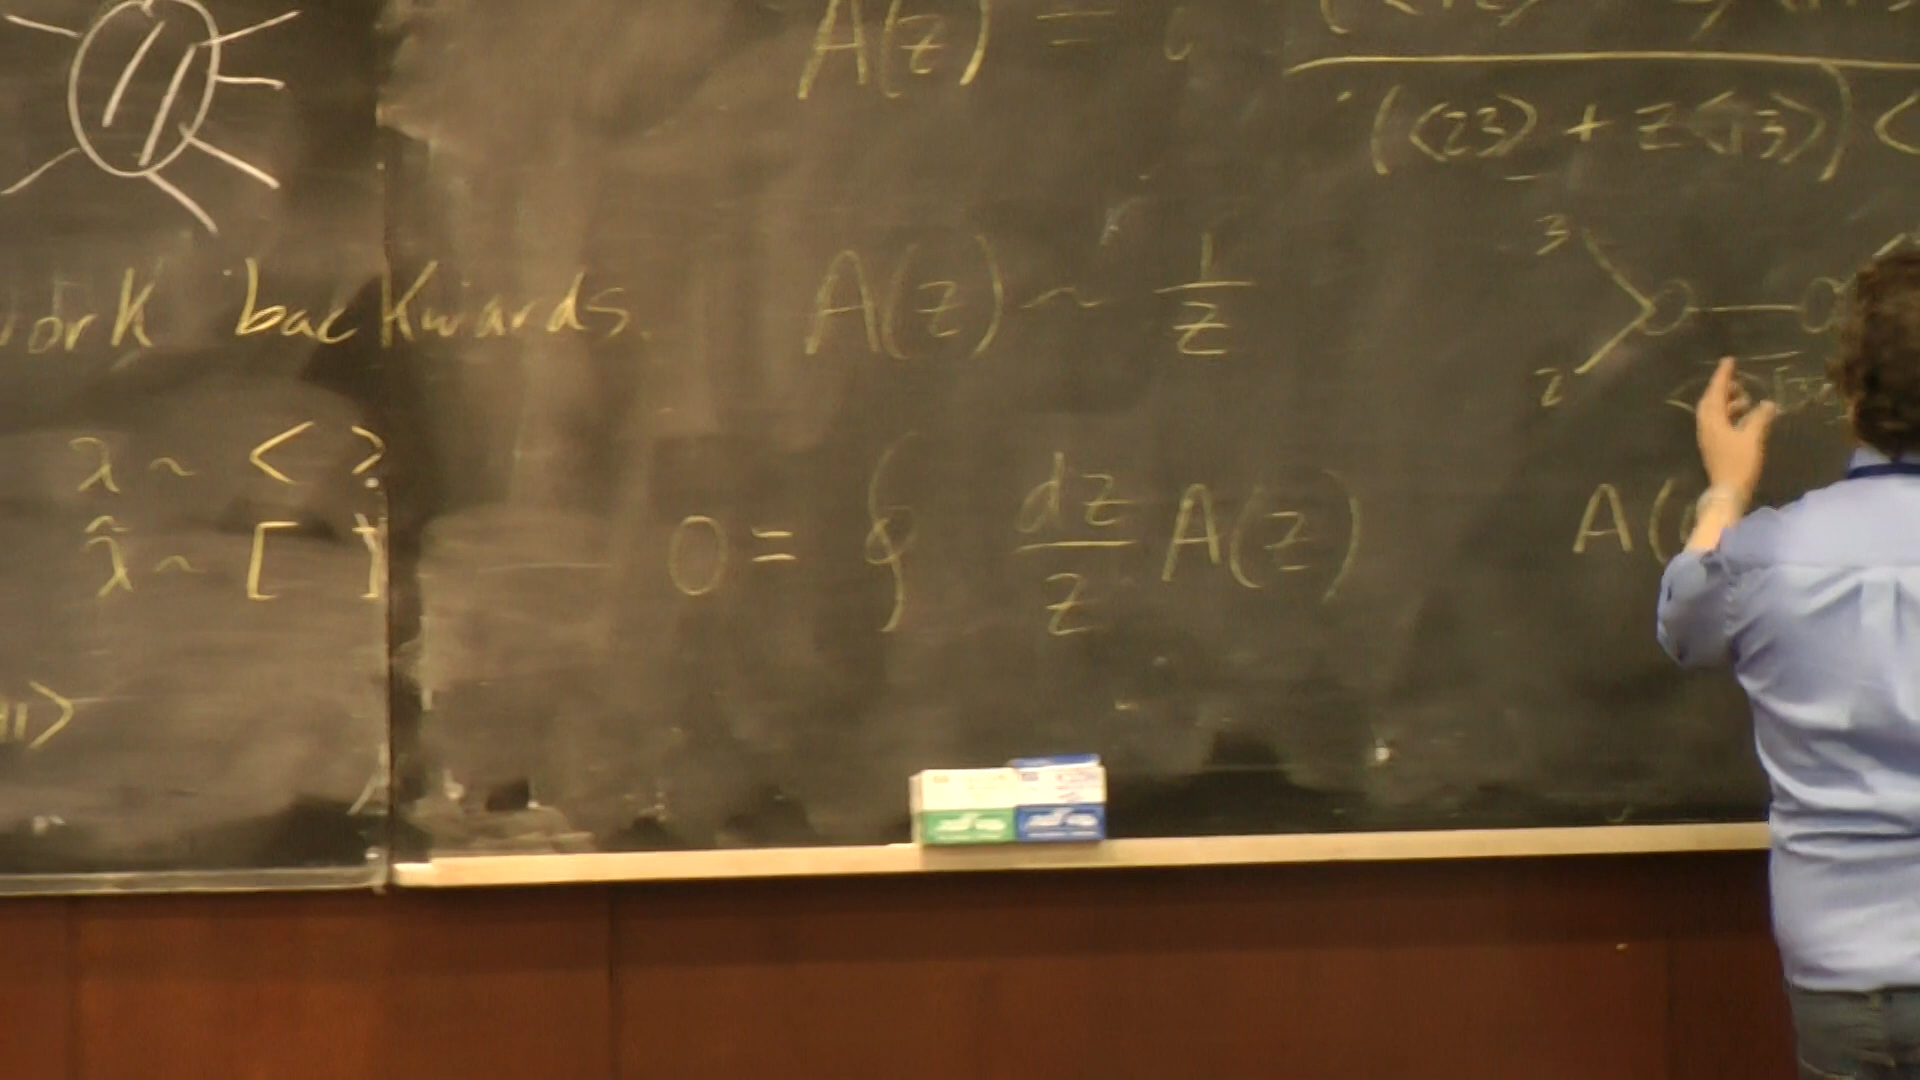 A(z) =
(<23> + z<13>) <
work backwards.
A(z) ~ 1/z
3
2
λ ~ < >
λ̃ ~ [ ]
0 = ∮ dz/z A(z)
A(